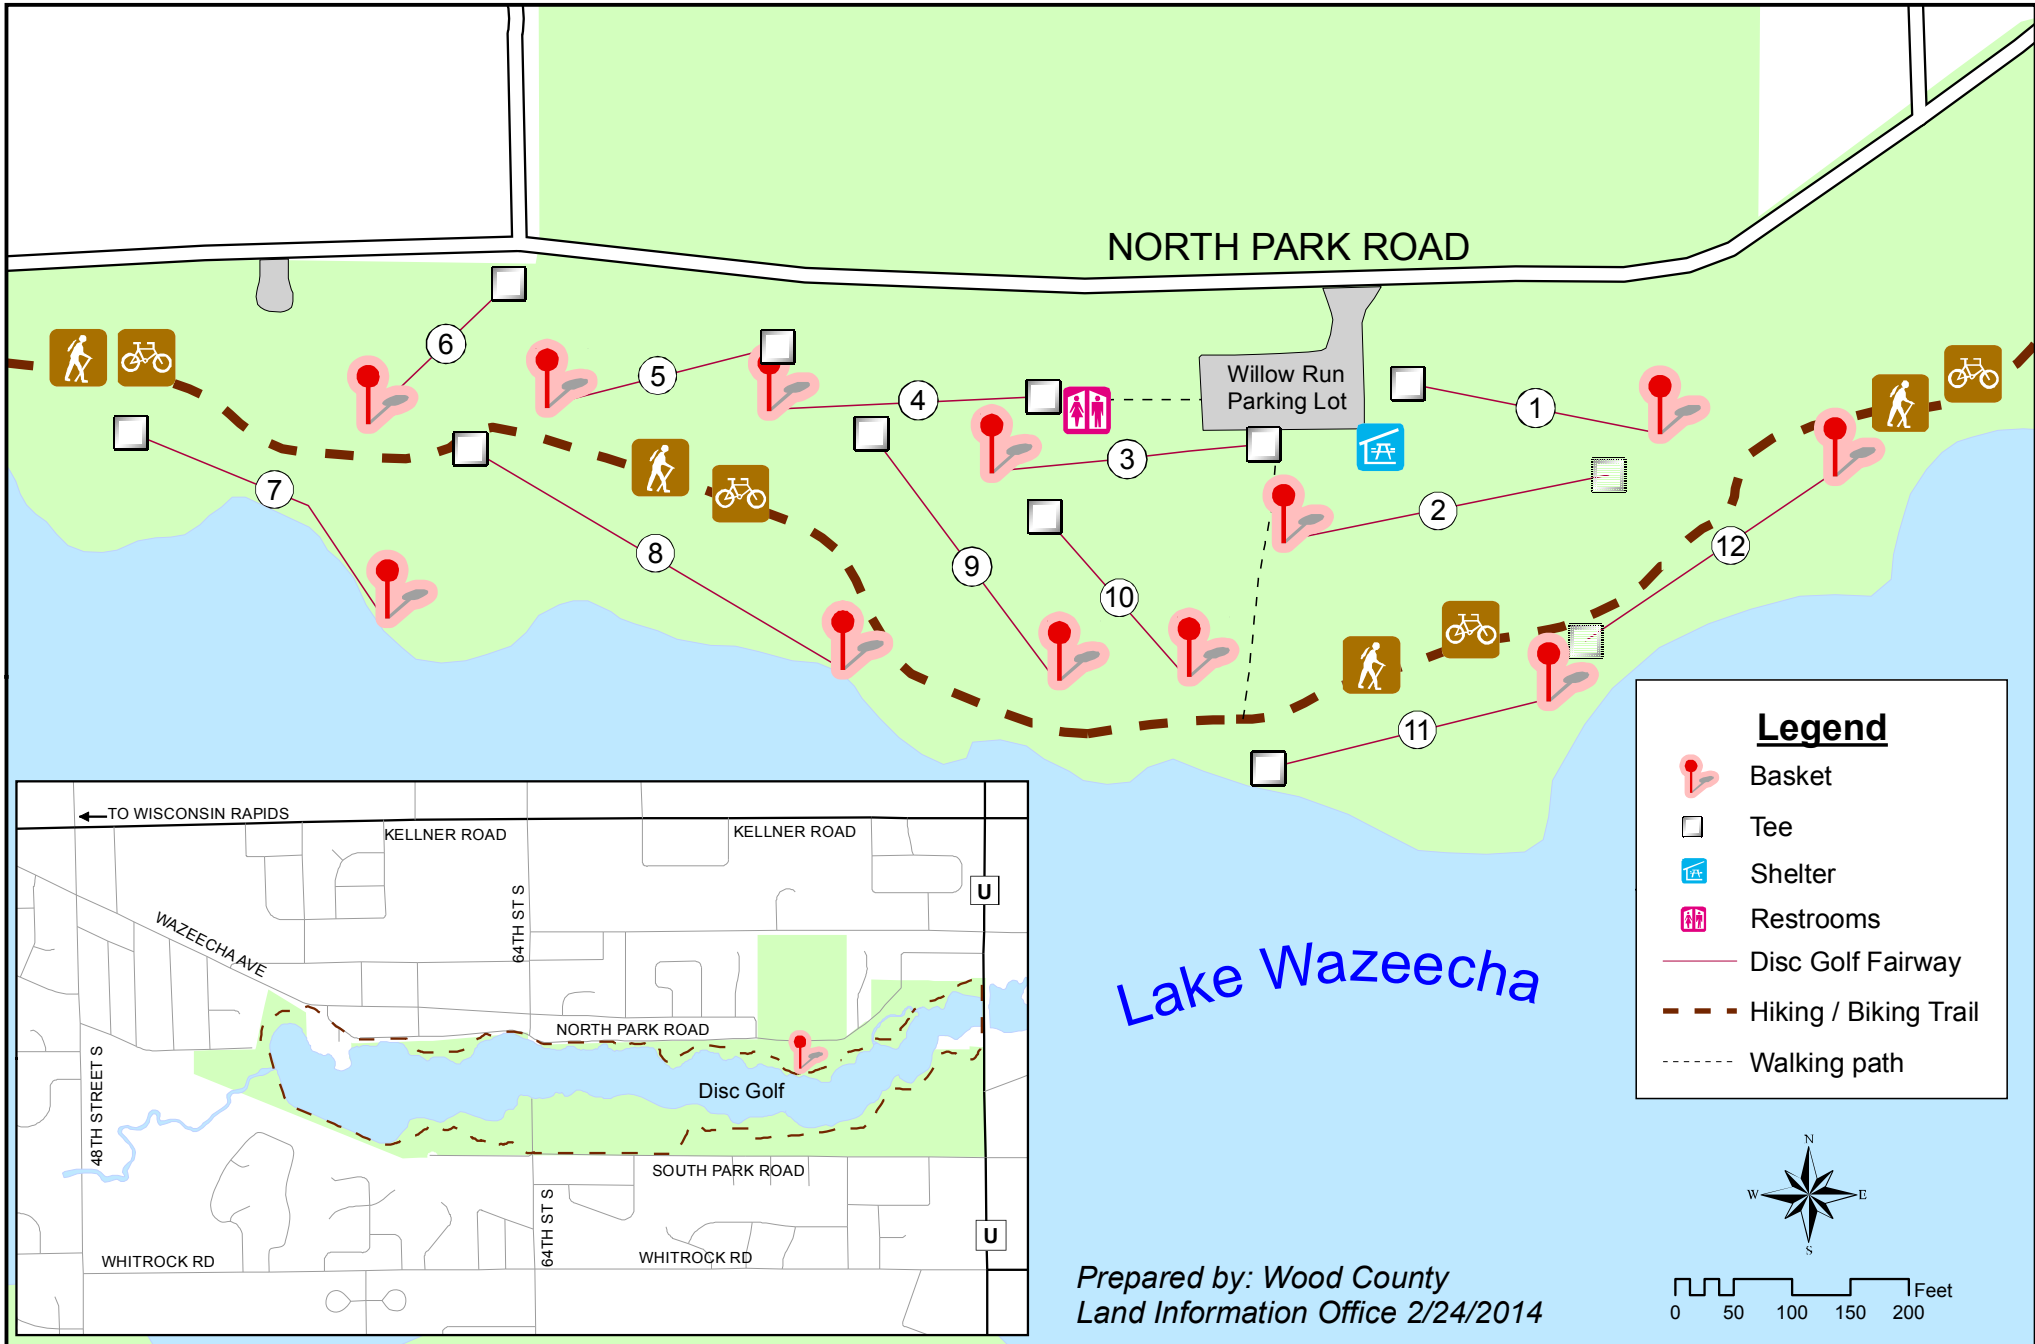 NORTH PARK ROAD
Willow Run
Parking Lot
6
5
4
1
3
7
2
8
9
10
12
11
Legend
Basket
Tee
Shelter
Restrooms
Disc Golf Fairway
Hiking / Biking Trail
Walking path
Lake Wazeecha
TO WISCONSIN RAPIDS
KELLNER ROAD
KELLNER ROAD
U
64TH ST S
WAZEECHA AVE
NORTH PARK ROAD
Disc Golf
48TH STREET S
SOUTH PARK ROAD
64TH ST S
U
WHITROCK RD
WHITROCK RD
N
W E
S
Feet
0 50 100 150 200
Prepared by: Wood County
Land Information Office 2/24/2014